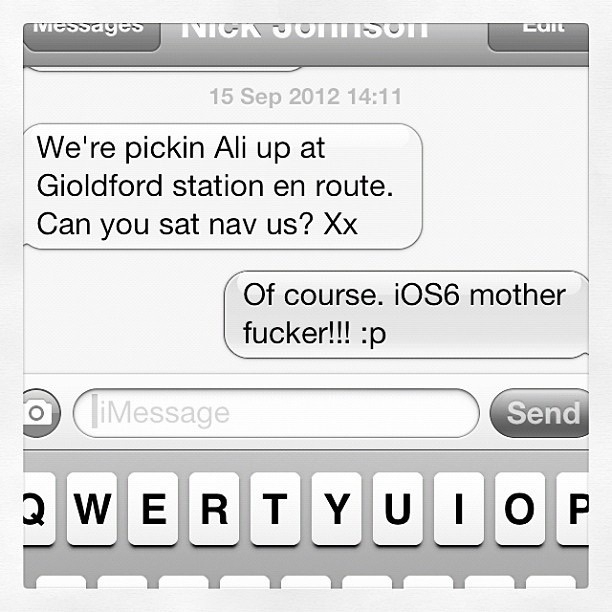 Messages
Nick Johnson
Edit
15 Sep 2012 14:11
We're pickin Ali up at
Gioldford station en route.
Can you sat nav us? Xx
Of course. iOS6 mother
fucker!!! :p
iMessage
Send
Q W E R T Y U I O P